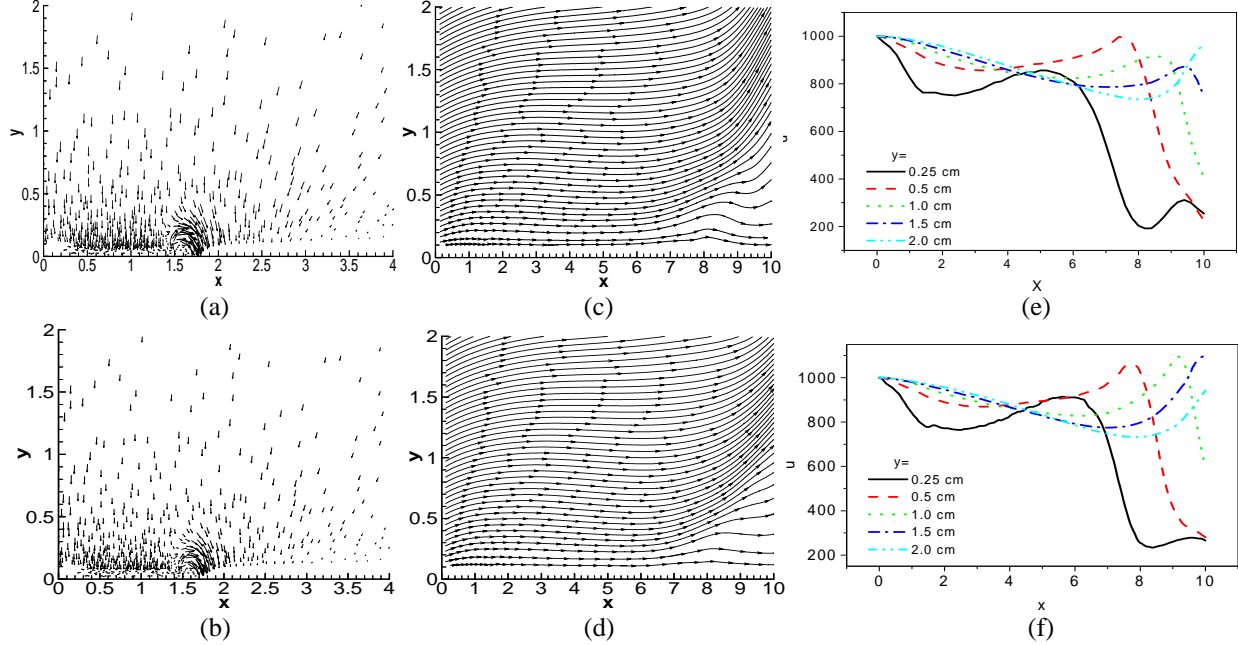 2
1.5
y
1
0.5
0
0
0.5
1
1.5
2
2.5
3
3.5
4
x
(a)
2
1.5
y
1
0.5
0
0 1 2 3 4 5 6 7 8 9 10
x
(c)
1000
800
600
400
200
u
y=
0.25 cm
0.5 cm
1.0 cm
1.5 cm
2.0 cm
0 2 4 6 8 10
X
(e)
2
1.5
y
1
0.5
0
0 0.5 1 1.5 2 2.5 3 3.5 4
x
(b)
2
1.5
y
1
0.5
0
0 1 2 3 4 5 6 7 8 9 10
x
(d)
1000
800
600
400
200
u
y=
0.25 cm
0.5 cm
1.0 cm
1.5 cm
2.0 cm
0 2 4 6 8 10
x
(f)